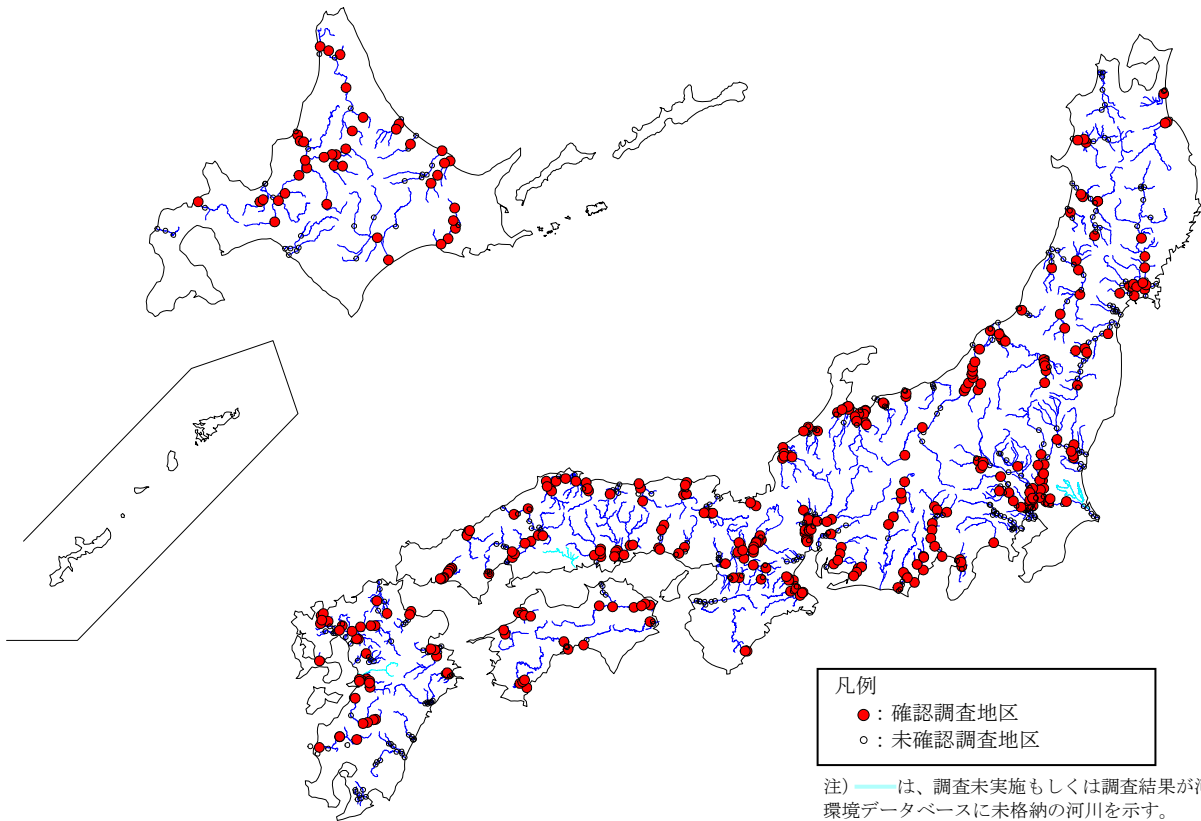 凡例
●：確認調査地区
○：未確認調査地区
注）━━は、調査未実施もしくは調査結果が
環境データベースに未格納の河川を示す。